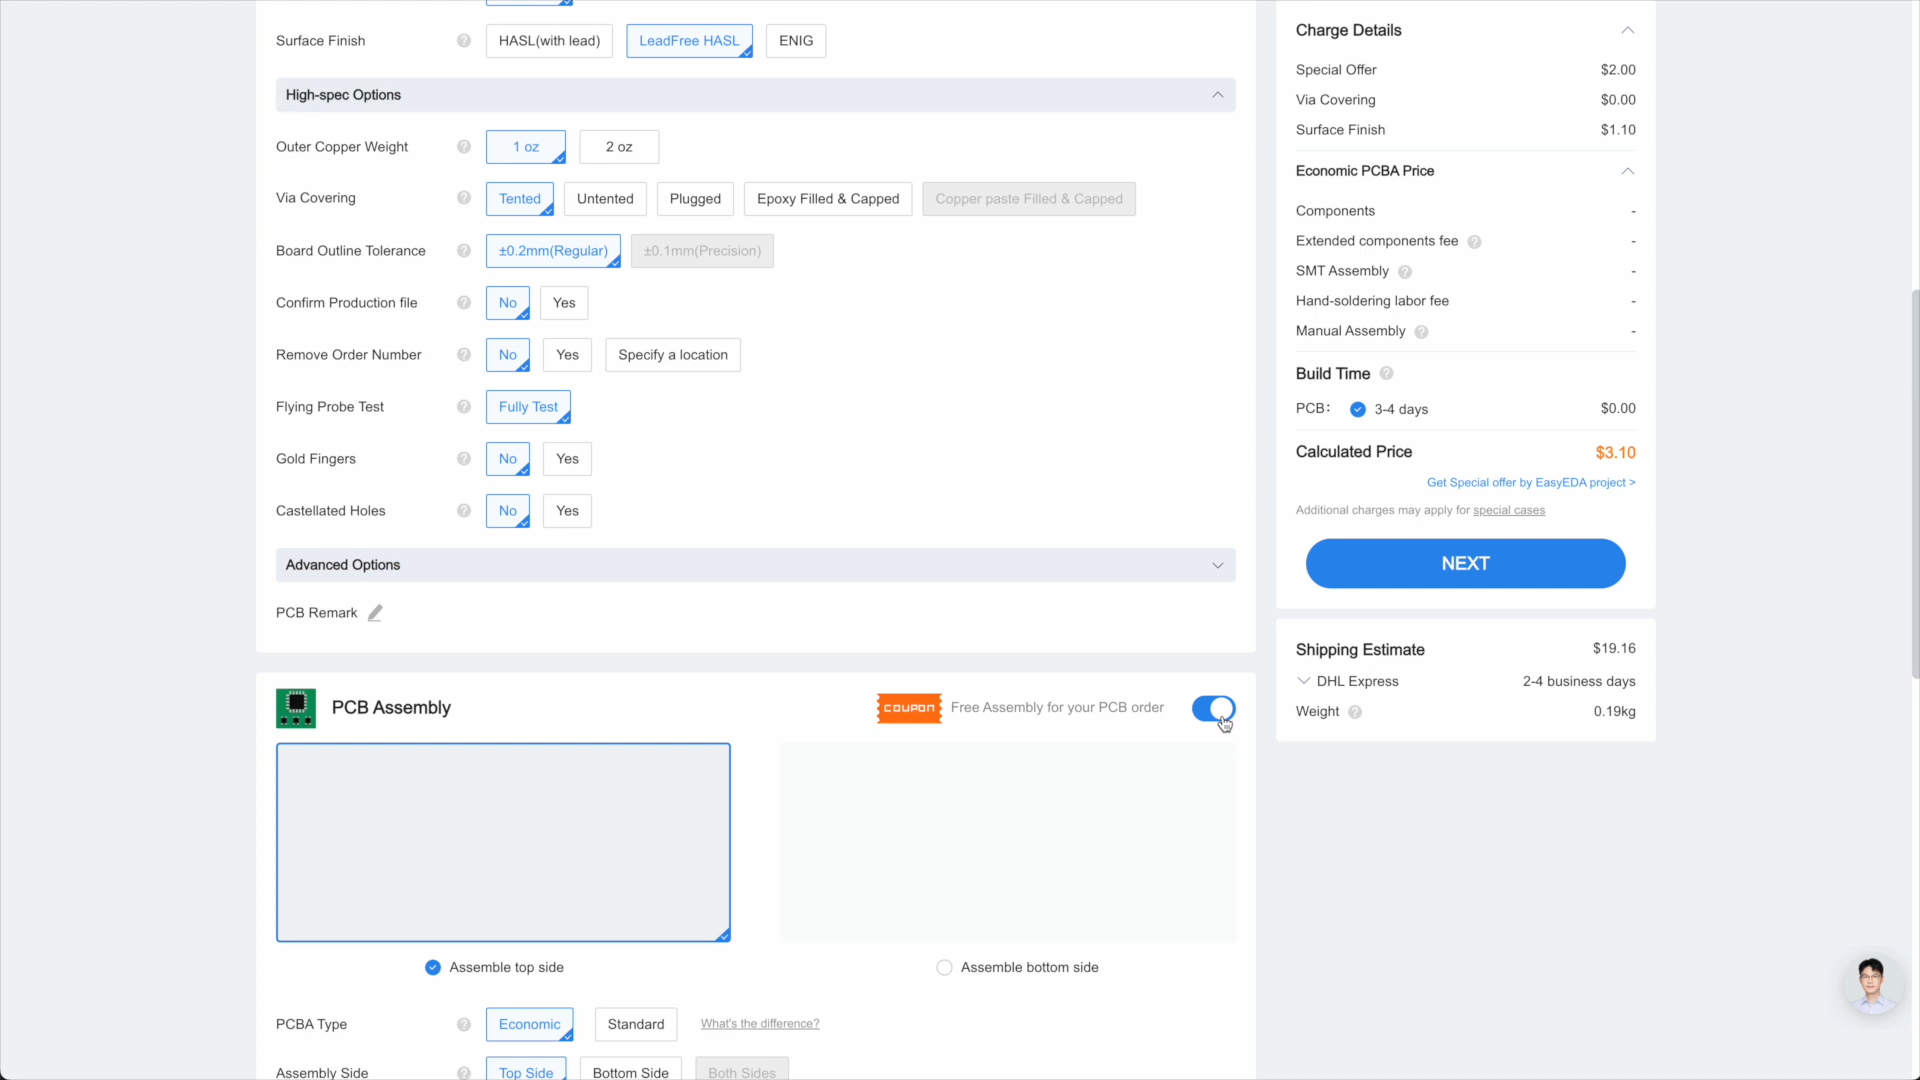 Surface Finish ? HASL(with lead) LeadFree HASL ENIG
High-spec Options
Outer Copper Weight ? 1 oz 2 oz
Via Covering ? Tented Untented Plugged Epoxy Filled & Capped Copper paste Filled & Capped
Board Outline Tolerance ? ±0.2mm(Regular) ±0.1mm(Precision)
Confirm Production file ? No Yes
Remove Order Number ? No Yes Specify a location
Flying Probe Test ? Fully Test
Gold Fingers ? No Yes
Castellated Holes ? No Yes
Advanced Options
PCB Remark
PCB Assembly COUPON Free Assembly for your PCB order
Assemble top side Assemble bottom side
PCBA Type ? Economic Standard What's the difference?
Assembly Side ? Top Side Bottom Side Both Sides
Charge Details
Special Offer $2.00
Via Covering $0.00
Surface Finish $1.10
Economic PCBA Price
Components -
Extended components fee ? -
SMT Assembly ? -
Hand-soldering labor fee -
Manual Assembly ? -
Build Time ?
PCB: 3-4 days $0.00
Calculated Price $3.10
Get Special offer by EasyEDA project >
Additional charges may apply for special cases
NEXT
Shipping Estimate $19.16
DHL Express 2-4 business days
Weight ? 0.19kg